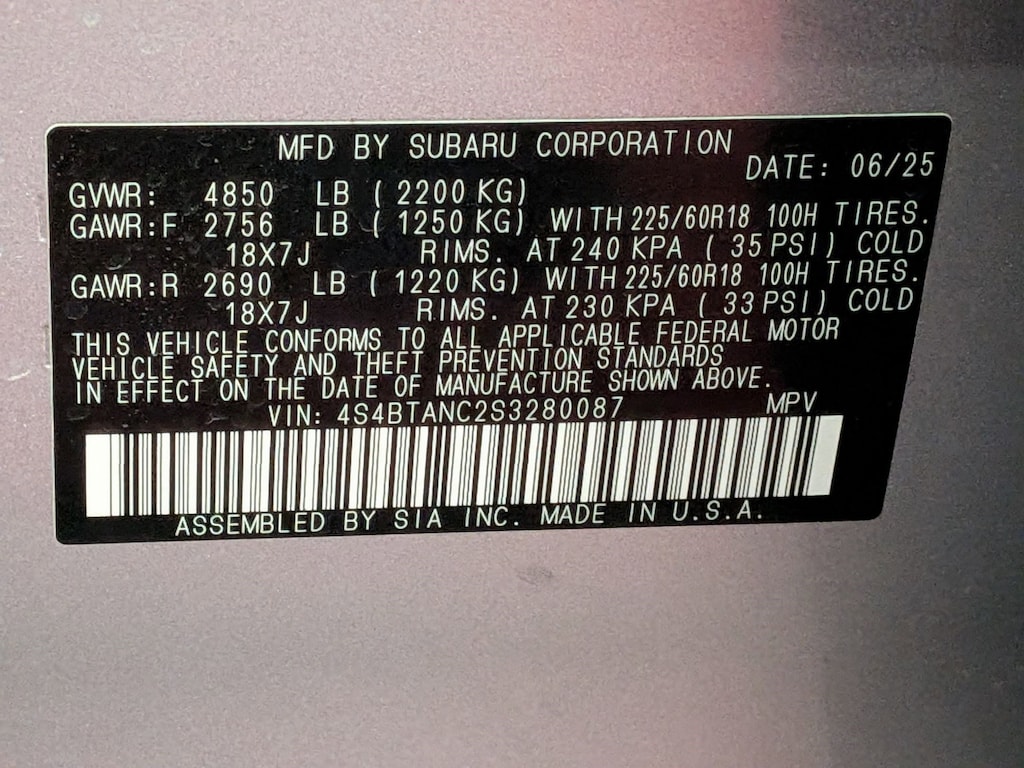 MFD BY SUBARU CORPORATION
DATE: 06/25
GVWR: 4850 LB ( 2200 KG)
GAWR:F 2756 LB ( 1250 KG) WITH 225/60R18 100H TIRES.
18X7J RIMS. AT 240 KPA ( 35 PSI) COLD
GAWR:R 2690 LB ( 1220 KG) WITH 225/60R18 100H TIRES.
18X7J RIMS. AT 230 KPA ( 33 PSI) COLD
THIS VEHICLE CONFORMS TO ALL APPLICABLE FEDERAL MOTOR
VEHICLE SAFETY AND THEFT PREVENTION STANDARDS
IN EFFECT ON THE DATE OF MANUFACTURE SHOWN ABOVE.
VIN: 4S4BTANC2S3280087 MPV
ASSEMBLED BY SIA INC. MADE IN U.S.A.